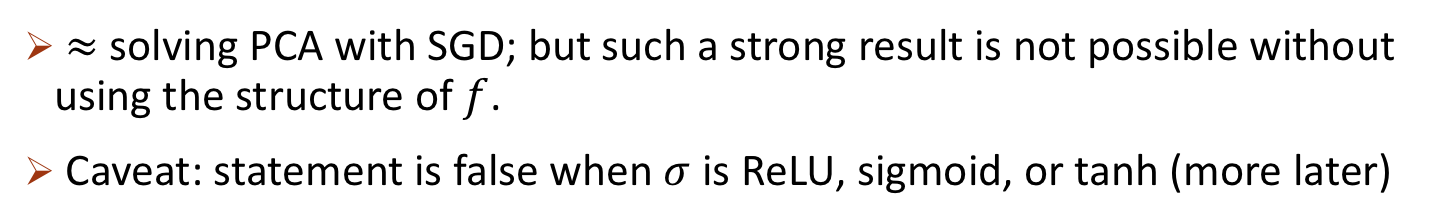 ➢ ≈ solving PCA with SGD; but such a strong result is not possible without
using the structure of f.
➢ Caveat: statement is false when σ is ReLU, sigmoid, or tanh (more later)